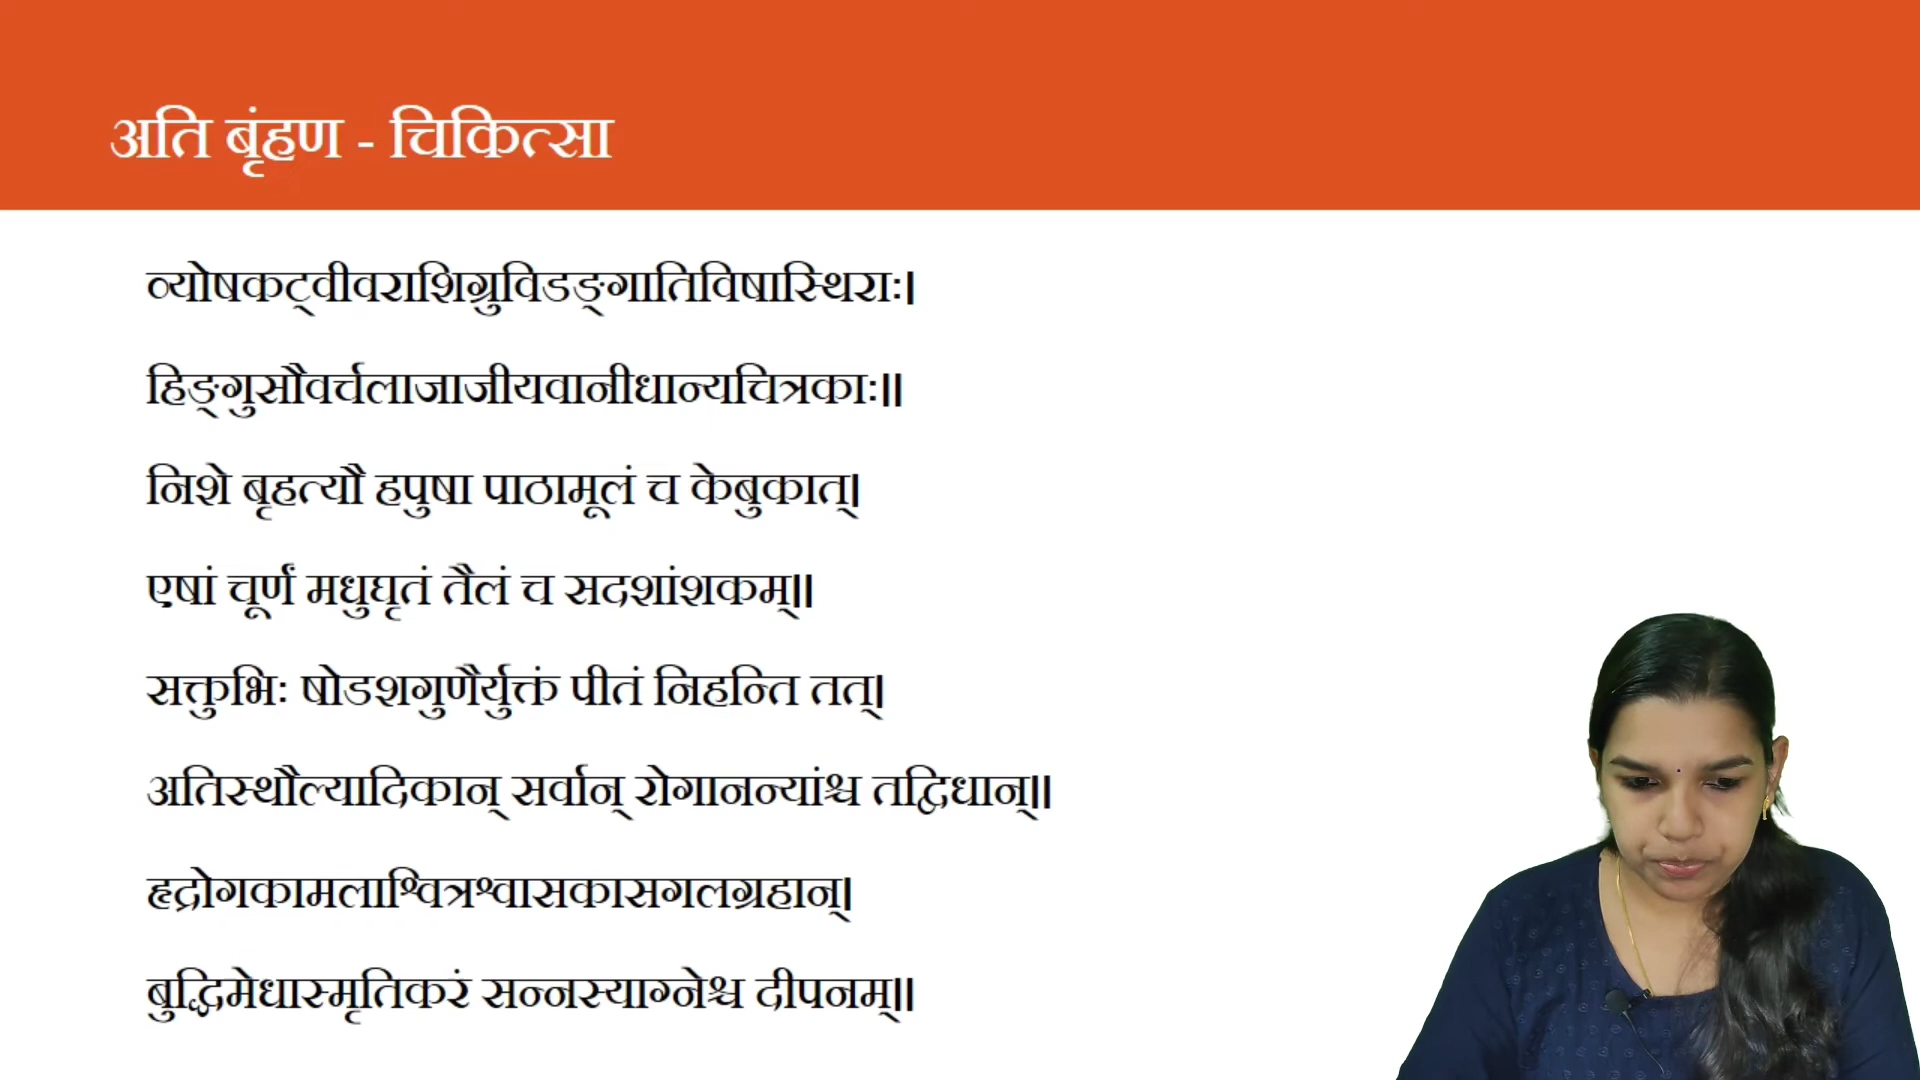 अति बृंहण - चिकित्सा
व्योषकट्वीवराशिग्रुविडङ्गातिविषास्थिराः।
हिङ्गुसौवर्चलाजाजीयवानीधान्यचित्रकाः॥
निशे बृहत्यौ हपुषा पाठामूलं च केबुकात्।
एषां चूर्णं मधुघृतं तैलं च सदशांशकम्॥
सक्तुभिः षोडशगुणैर्युक्तं पीतं निहन्ति तत्।
अतिस्थौल्यादिकान् सर्वान् रोगानन्यांश्च तद्विधान्॥
हृद्रोगकामलाश्वित्रश्वासकासगलग्रहान्।
बुद्धिमेधास्मृतिकरं सन्नस्याग्नेश्च दीपनम्॥